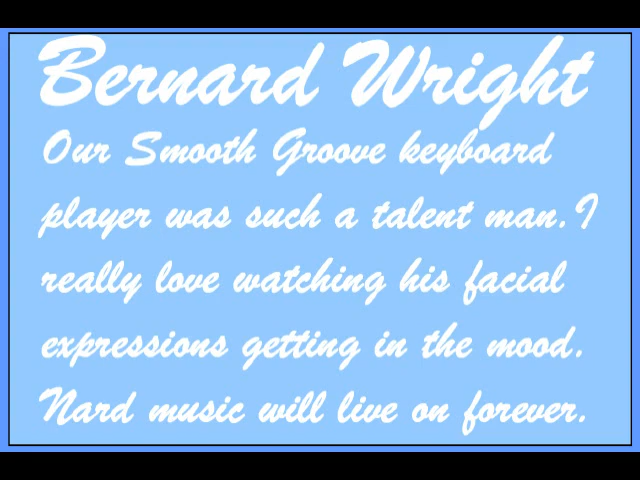 Bernard Wright
Our Smooth Groove keyboard
player was such a talent man. I
really love watching his facial
expressions getting in the mood.
Nard music will live on forever.